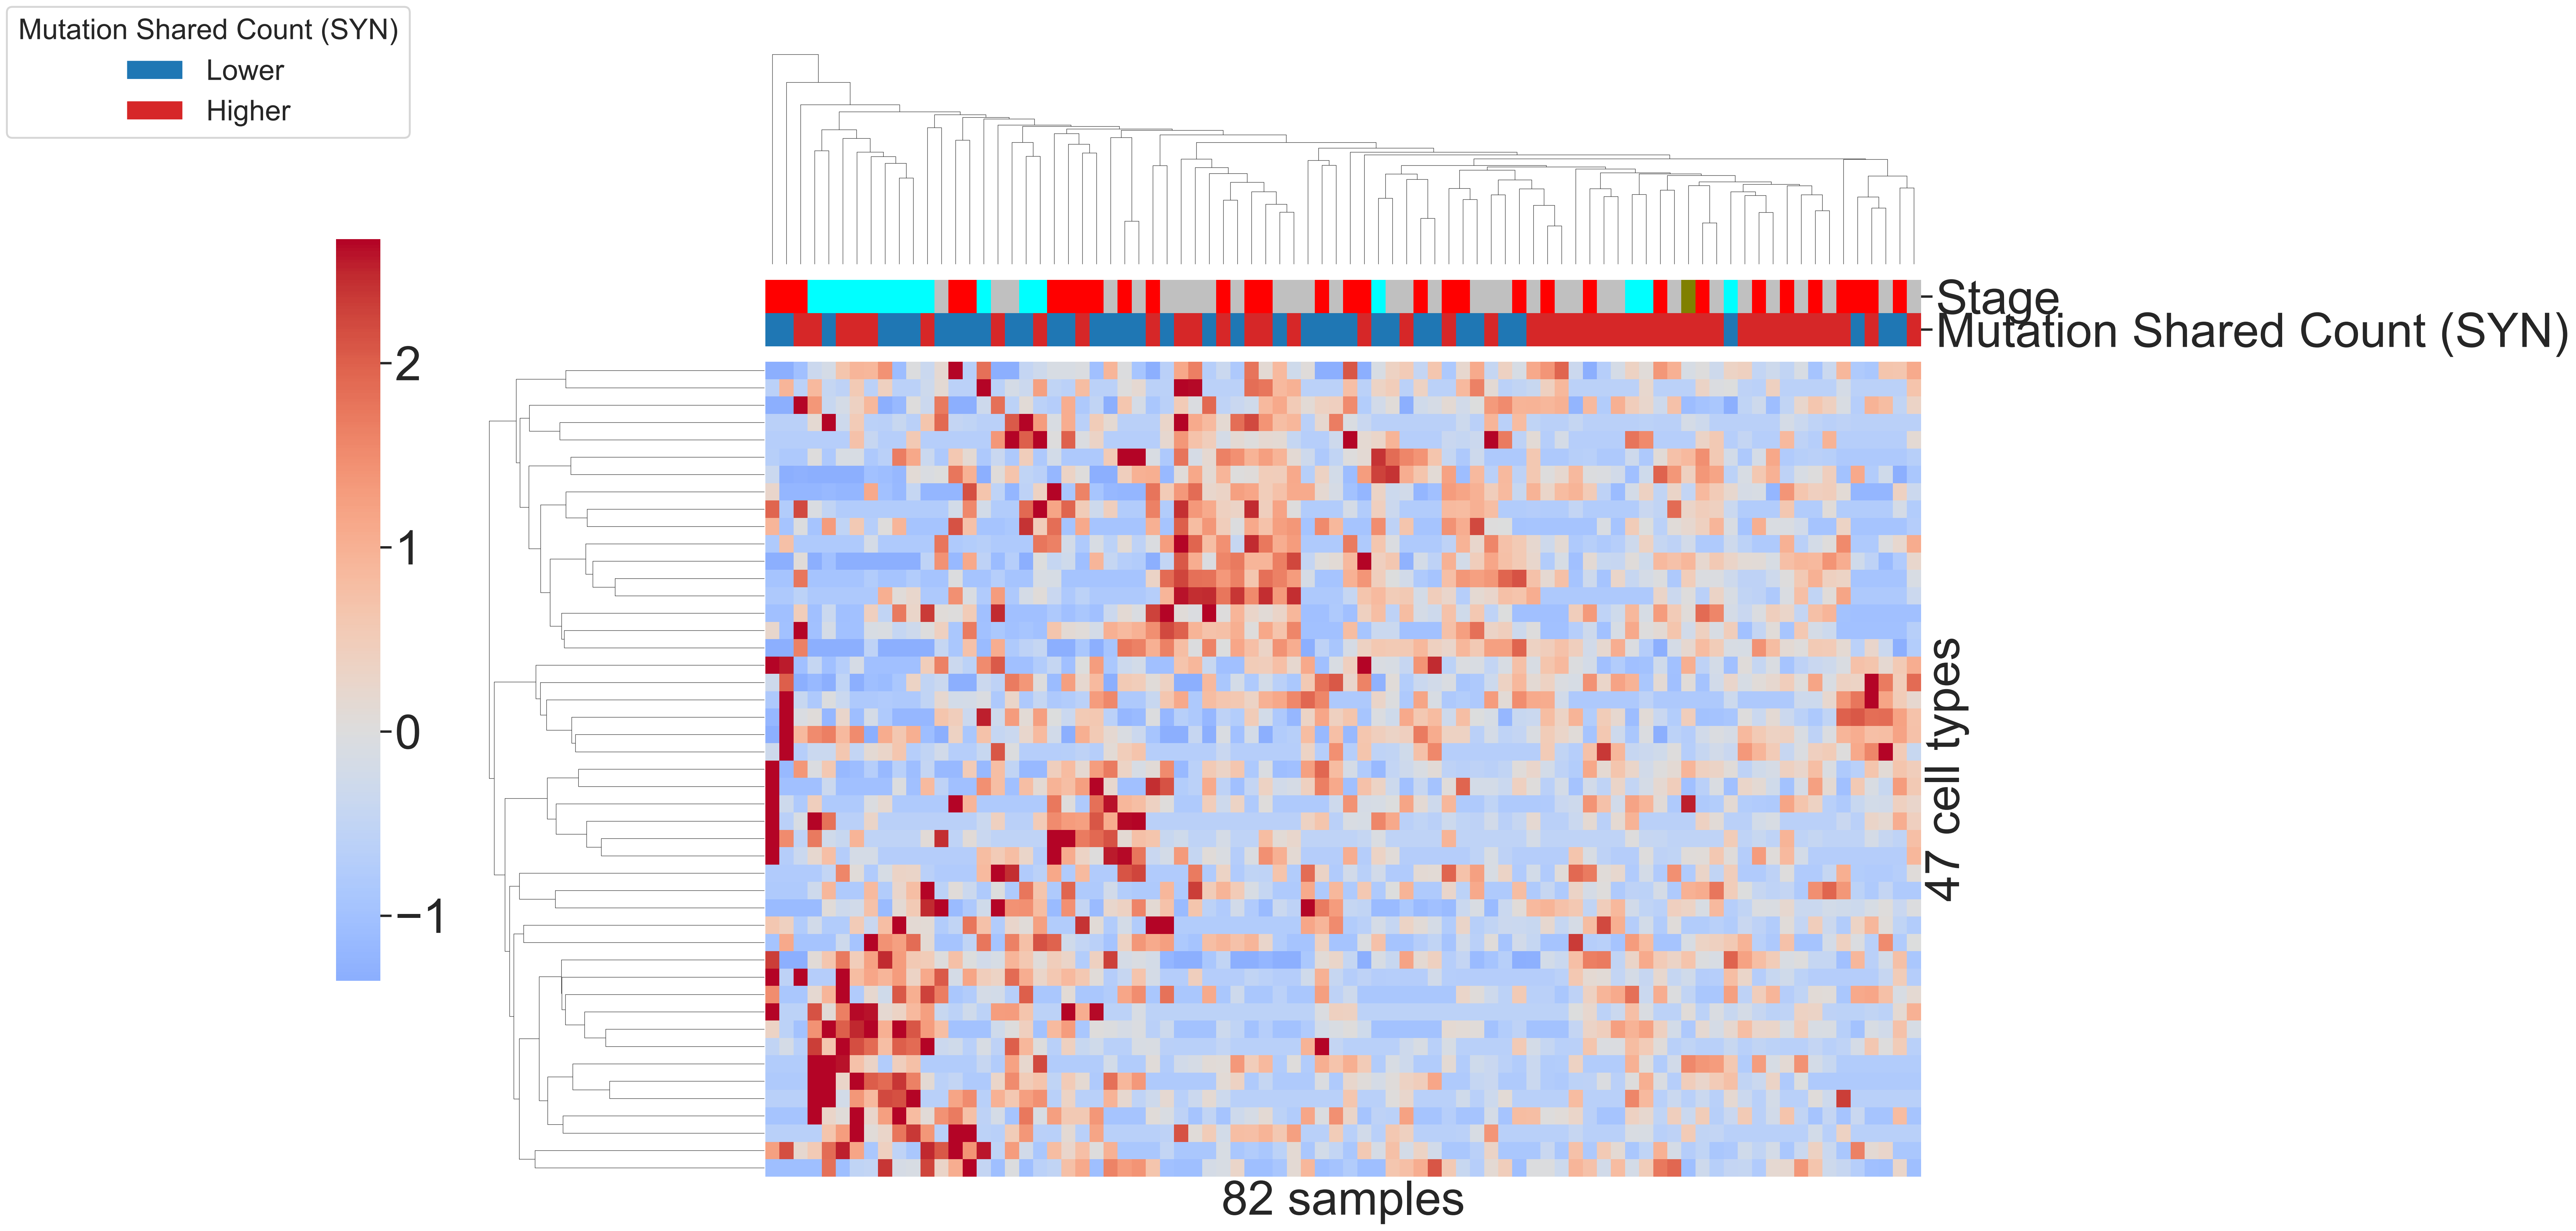 Mutation Shared Count (SYN)
Lower
Higher
2
1
0
−1
Stage
Mutation Shared Count (SYN)
47 cell types
82 samples